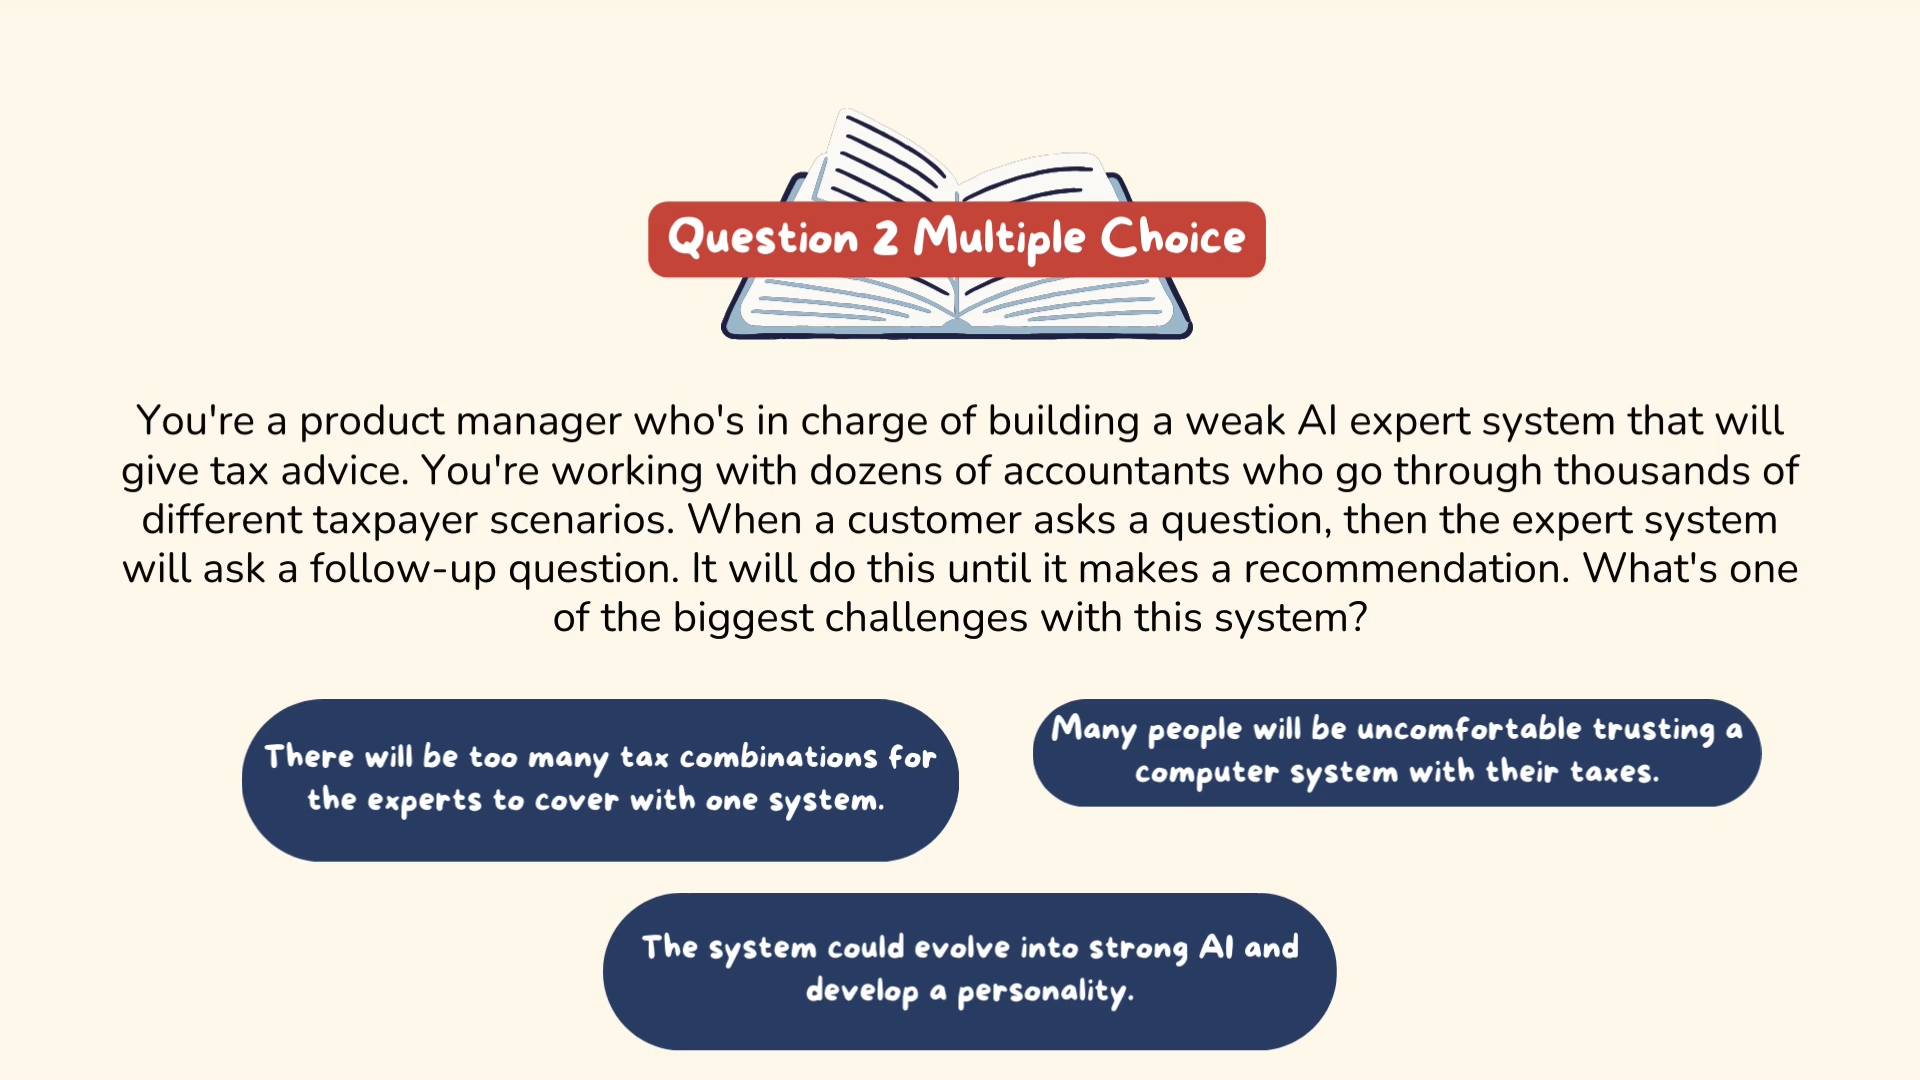 Question 2 Multiple Choice
You're a product manager who's in charge of building a weak AI expert system that will
give tax advice. You're working with dozens of accountants who go through thousands of
different taxpayer scenarios. When a customer asks a question, then the expert system
will ask a follow-up question. It will do this until it makes a recommendation. What's one
of the biggest challenges with this system?
There will be too many tax combinations for
the experts to cover with one system.
Many people will be uncomfortable trusting a
computer system with their taxes.
The system could evolve into strong AI and
develop a personality.